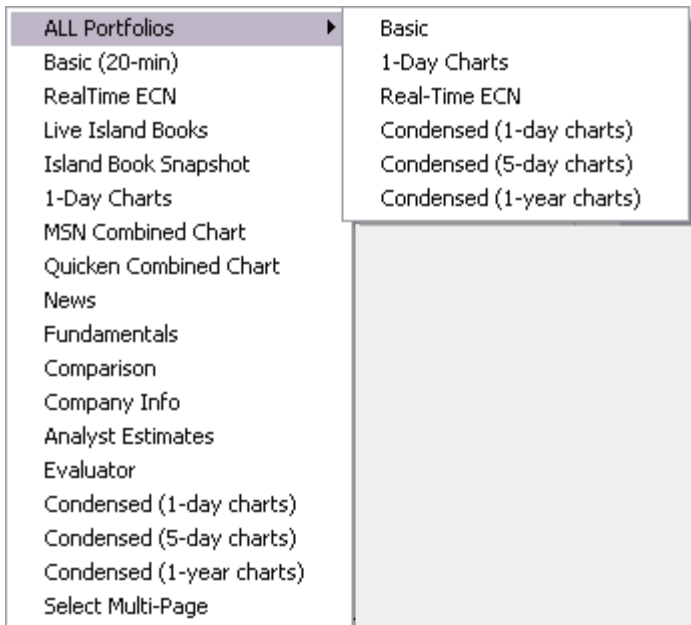 ALL Portfolios
Basic (20-min)
RealTime ECN
Live Island Books
Island Book Snapshot
1-Day Charts
MSN Combined Chart
Quicken Combined Chart
News
Fundamentals
Comparison
Company Info
Analyst Estimates
Evaluator
Condensed (1-day charts)
Condensed (5-day charts)
Condensed (1-year charts)
Select Multi-Page
Basic
1-Day Charts
Real-Time ECN
Condensed (1-day charts)
Condensed (5-day charts)
Condensed (1-year charts)